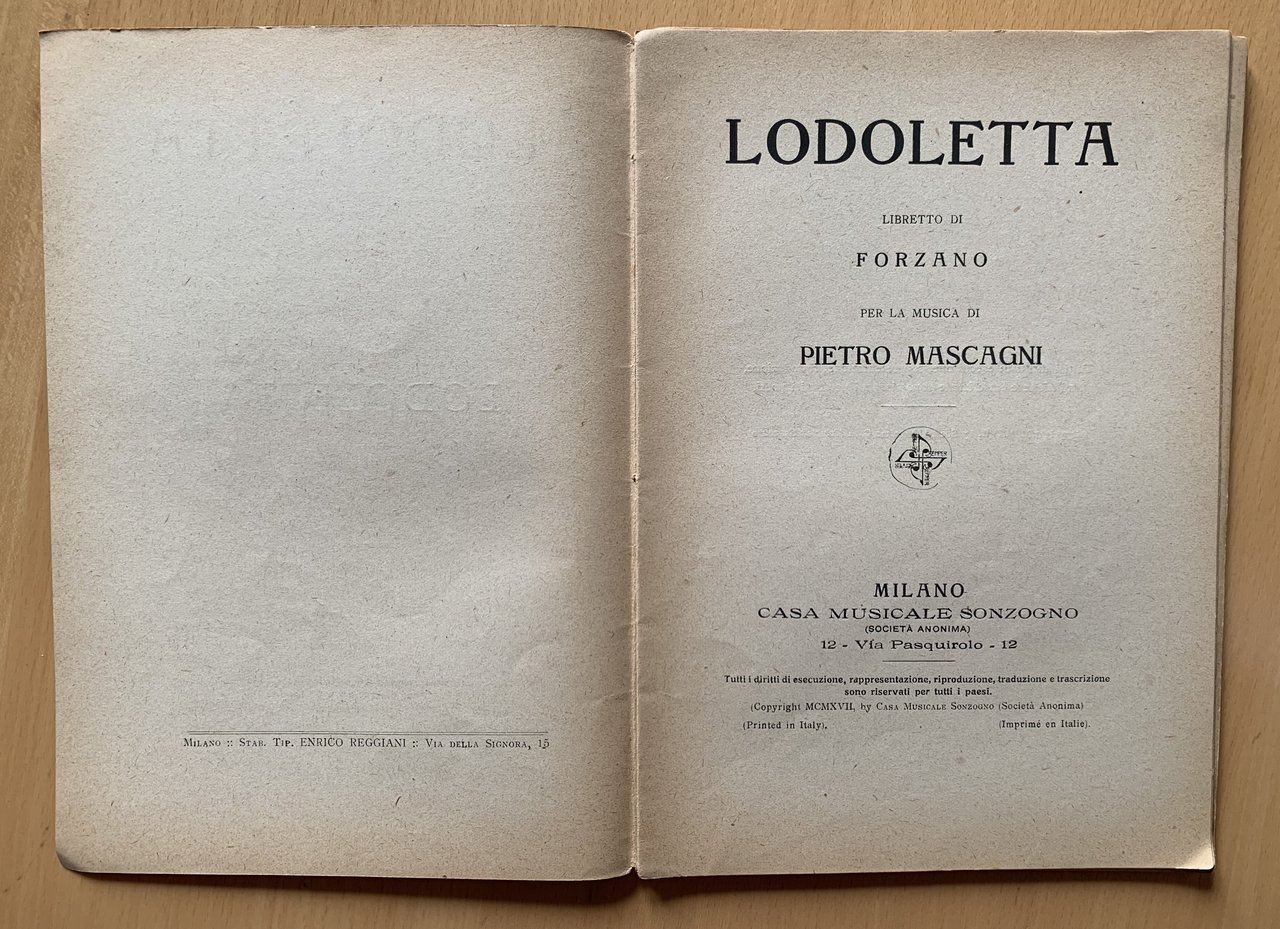 MILANO :: STAB. TIP. ENRICO REGGIANI :: VIA DELLA SIGNORA, 15
LODOLETTA
LIBRETTO DI
FORZANO
PER LA MUSICA DI
PIETRO MASCAGNI
MILANO
CASA MUSICALE SONZOGNO
(SOCIETÀ ANONIMA)
12 - Vía Pasquirolo - 12
Tutti i diritti di esecuzione, rappresentazione, riproduzione, traduzione e trascrizione
sono riservati per tutti i paesi.
(Copyright MCMXVII, by CASA MUSICALE SONZOGNO (Società Anonima)
(Printed in Italy). (Imprimé en Italie).